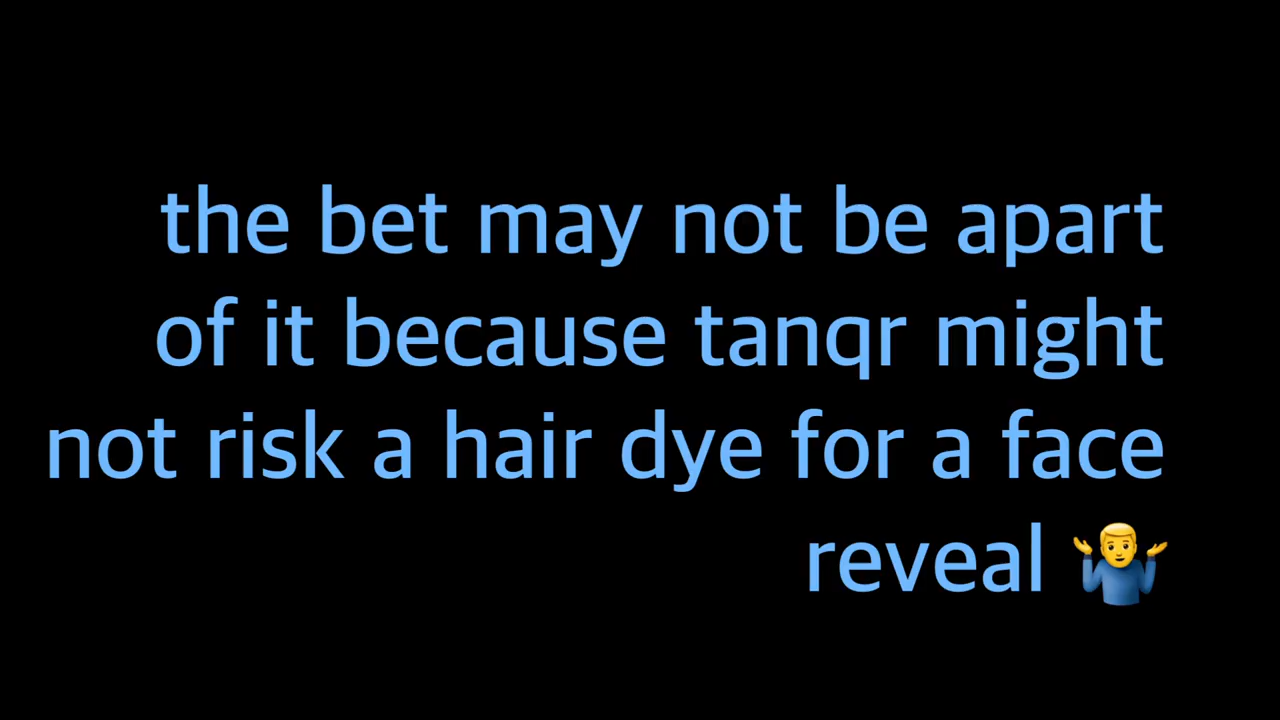 the bet may not be apart
of it because tanqr might
not risk a hair dye for a face
reveal 🤷‍♂️